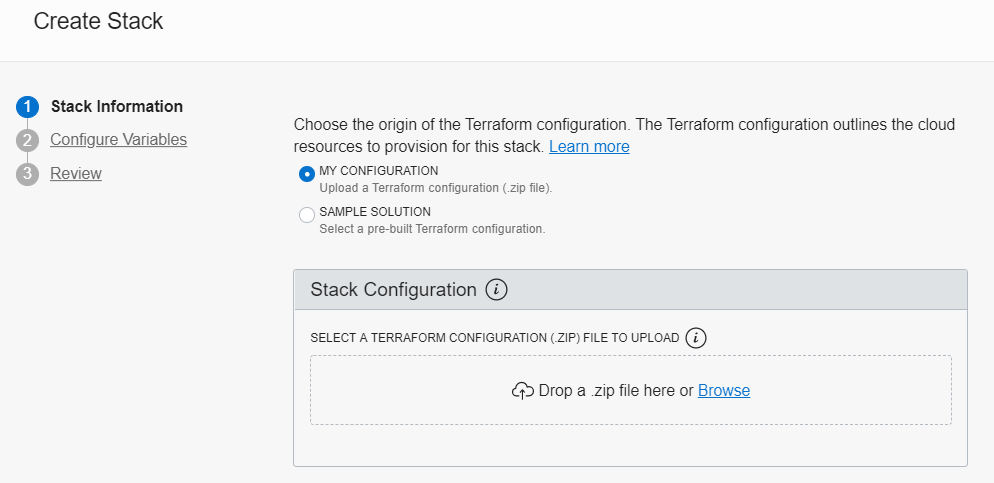 Create Stack
1 Stack Information
2 Configure Variables
3 Review
Choose the origin of the Terraform configuration. The Terraform configuration outlines the cloud
resources to provision for this stack. Learn more
MY CONFIGURATION
Upload a Terraform configuration (.zip file).
SAMPLE SOLUTION
Select a pre-built Terraform configuration.
Stack Configuration i
SELECT A TERRAFORM CONFIGURATION (.ZIP) FILE TO UPLOAD i
Drop a .zip file here or Browse